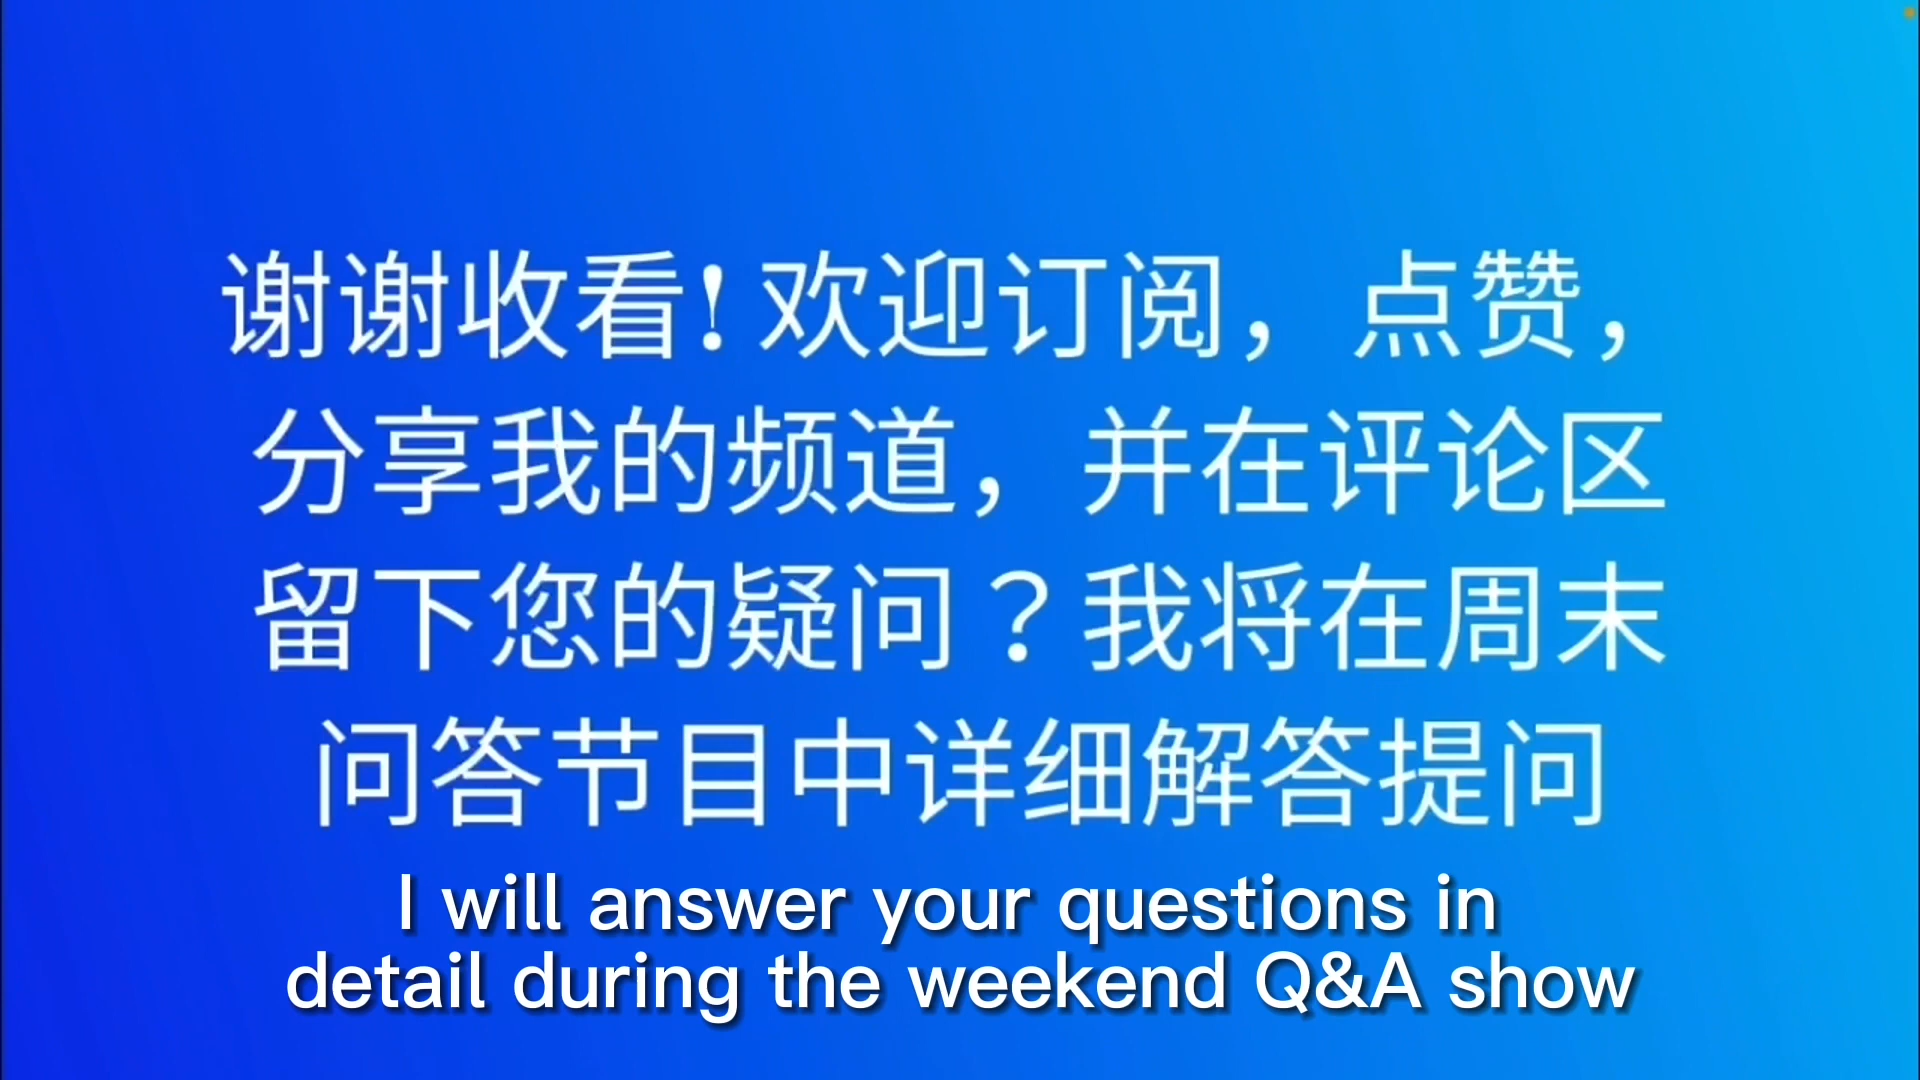 谢谢收看！欢迎订阅，点赞，
分享我的频道，并在评论区
留下您的疑问？我将在周末
问答节目中详细解答提问
I will answer your questions in
detail during the weekend Q&A show